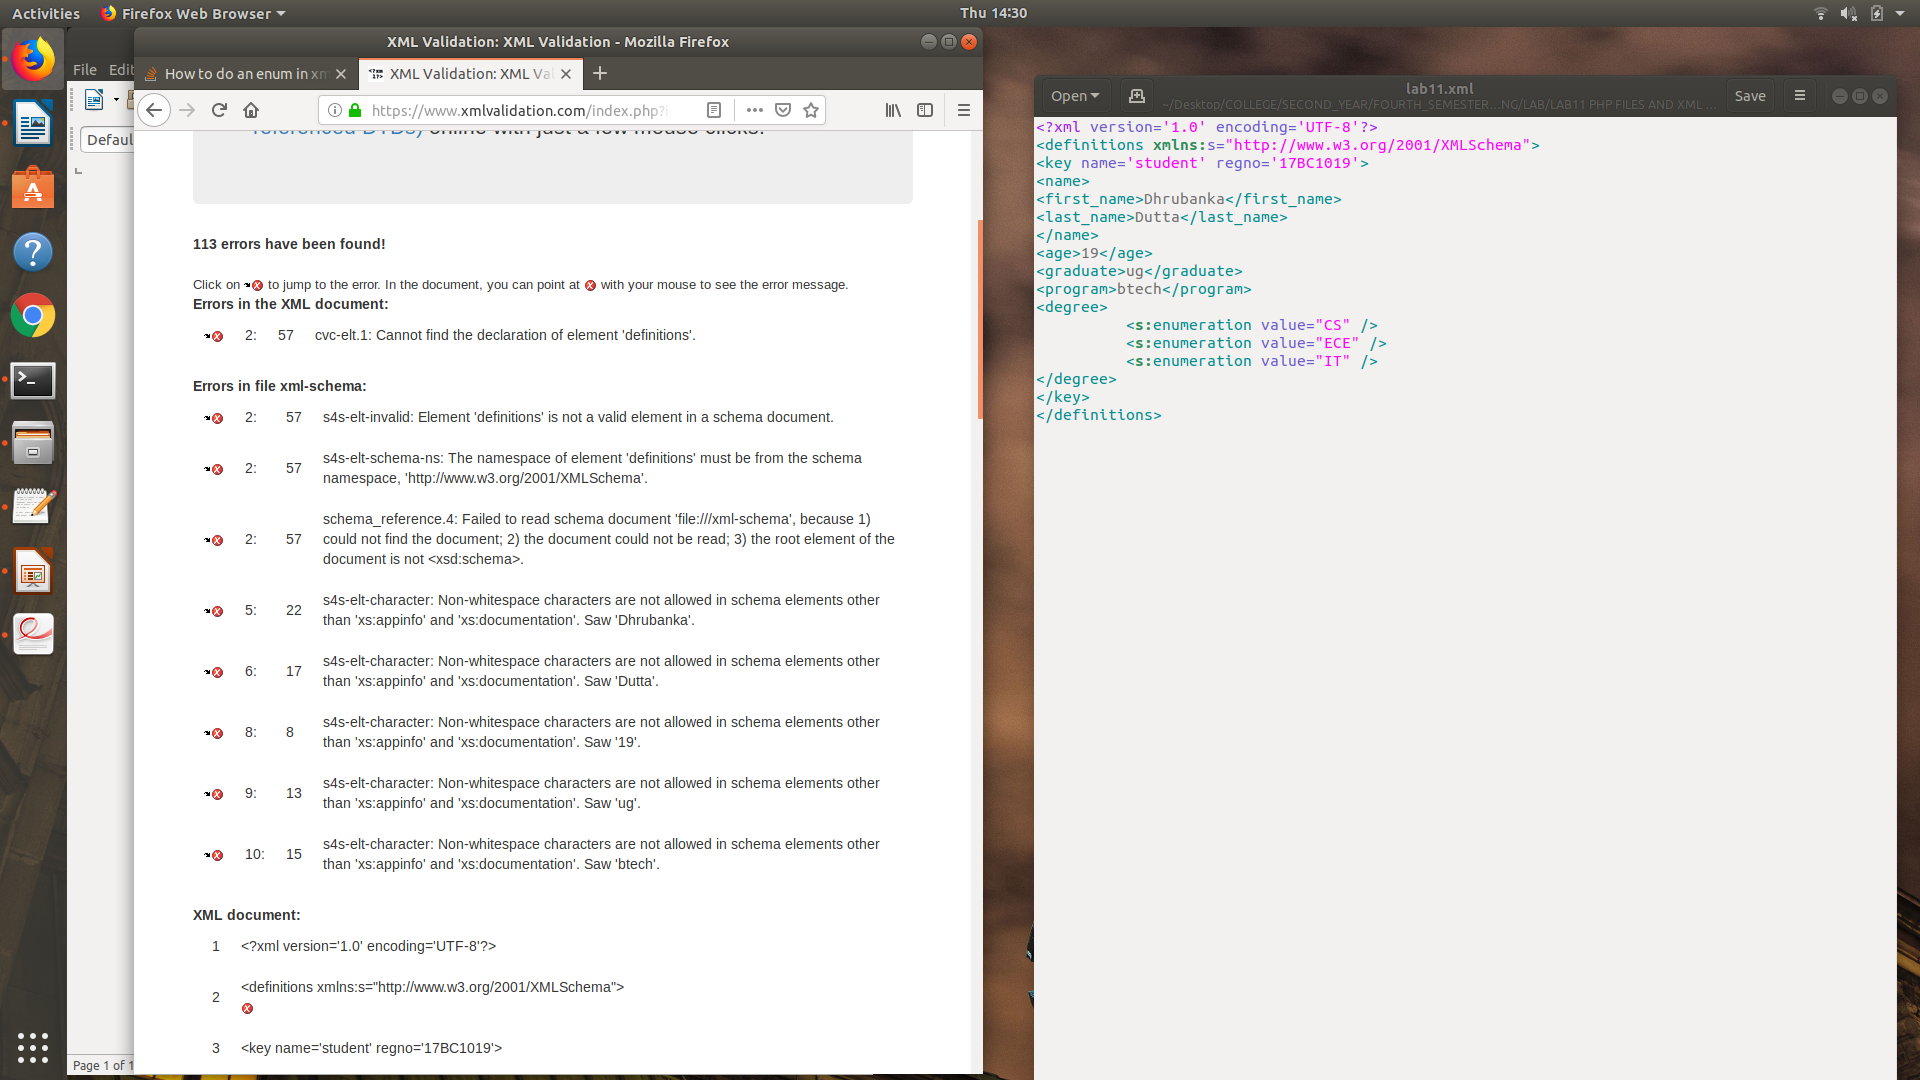 Activities
Firefox Web Browser
Thu 14:30
File Edit
Defaul
Page 1 of 1
XML Validation: XML Validation - Mozilla Firefox
How to do an enum in xm
XML Validation: XML Va
https://www.xmlvalidation.com/index.php?i
online with just a few mouse clicks.
113 errors have been found!
Click on to jump to the error. In the document, you can point at with your mouse to see the error message.
Errors in the XML document:
2: 57 cvc-elt.1: Cannot find the declaration of element 'definitions'.
Errors in file xml-schema:
2: 57 s4s-elt-invalid: Element 'definitions' is not a valid element in a schema document.
2: 57 s4s-elt-schema-ns: The namespace of element 'definitions' must be from the schema
namespace, 'http://www.w3.org/2001/XMLSchema'.
schema_reference.4: Failed to read schema document 'file:///xml-schema', because 1)
2: 57 could not find the document; 2) the document could not be read; 3) the root element of the
document is not <xsd:schema>.
5: 22 s4s-elt-character: Non-whitespace characters are not allowed in schema elements other
than 'xs:appinfo' and 'xs:documentation'. Saw 'Dhrubanka'.
6: 17 s4s-elt-character: Non-whitespace characters are not allowed in schema elements other
than 'xs:appinfo' and 'xs:documentation'. Saw 'Dutta'.
8: 8 s4s-elt-character: Non-whitespace characters are not allowed in schema elements other
than 'xs:appinfo' and 'xs:documentation'. Saw '19'.
9: 13 s4s-elt-character: Non-whitespace characters are not allowed in schema elements other
than 'xs:appinfo' and 'xs:documentation'. Saw 'ug'.
10: 15 s4s-elt-character: Non-whitespace characters are not allowed in schema elements other
than 'xs:appinfo' and 'xs:documentation'. Saw 'btech'.
XML document:
1 <?xml version='1.0' encoding='UTF-8'?>
2 <definitions xmlns:s="http://www.w3.org/2001/XMLSchema">
3 <key name='student' regno='17BC1019'>
Open
lab11.xml
~/Desktop/COLLEGE/SECOND_YEAR/FOURTH_SEMESTER...NG/LAB/LAB11 PHP FILES AND XML ...
Save
<?xml version='1.0' encoding='UTF-8'?>
<definitions xmlns:s="http://www.w3.org/2001/XMLSchema">
<key name='student' regno='17BC1019'>
<name>
<first_name>Dhrubanka</first_name>
<last_name>Dutta</last_name>
</name>
<age>19</age>
<graduate>ug</graduate>
<program>btech</program>
<degree>
<s:enumeration value="CS" />
<s:enumeration value="ECE" />
<s:enumeration value="IT" />
</degree>
</key>
</definitions>